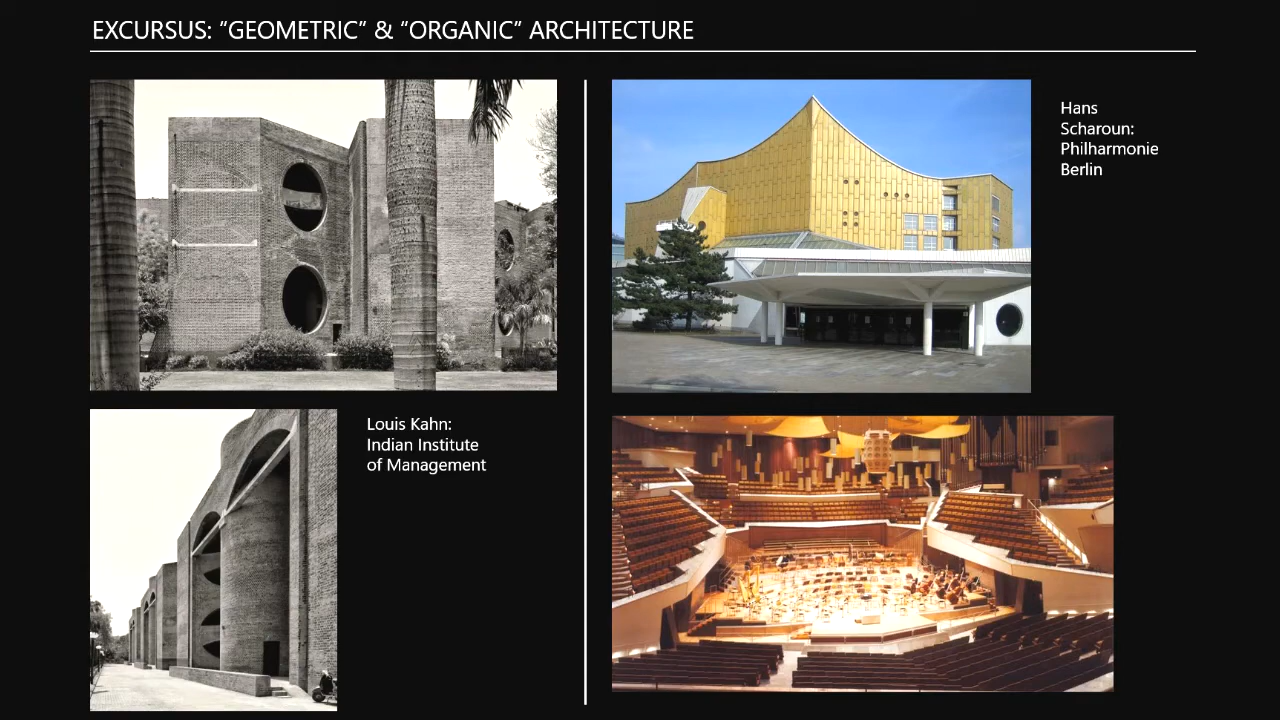 EXCURSUS: “GEOMETRIC” & “ORGANIC” ARCHITECTURE
Louis Kahn:
Indian Institute
of Management
Hans
Scharoun:
Philharmonie
Berlin